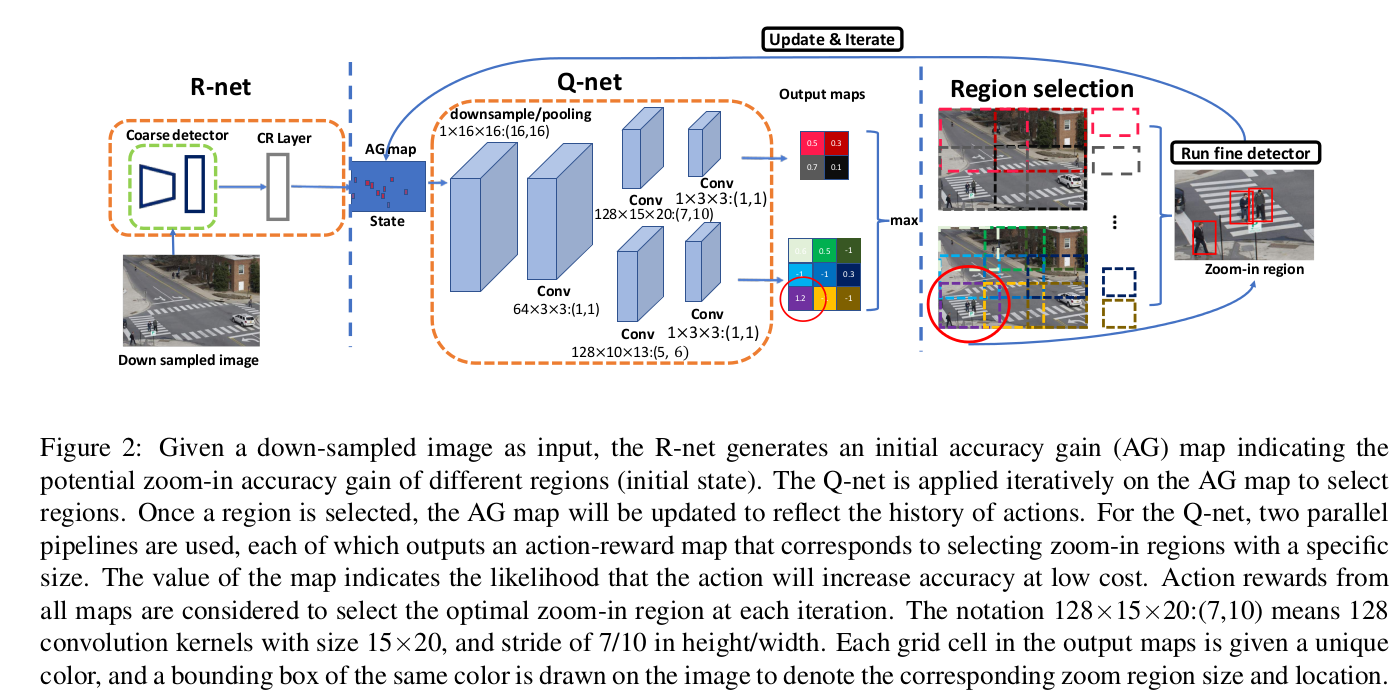 Update & Iterate
R-net
Q-net
Region selection
Output maps
Coarse detector
CR Layer
AG map
State
Down sampled image
downsample/pooling
1×16×16:(16,16)
Conv
64×3×3:(1,1)
Conv
128×15×20:(7,10)
Conv
1×3×3:(1,1)
Conv
128×10×13:(5, 6)
Conv
1×3×3:(1,1)
0.5 0.3
0.7 0.1
0.5 -1
-1 -1 0.3
1.2 -1
max
...
Run fine detector
Zoom-in region
Figure 2: Given a down-sampled image as input, the R-net generates an initial accuracy gain (AG) map indicating the
potential zoom-in accuracy gain of different regions (initial state). The Q-net is applied iteratively on the AG map to select
regions. Once a region is selected, the AG map will be updated to reflect the history of actions. For the Q-net, two parallel
pipelines are used, each of which outputs an action-reward map that corresponds to selecting zoom-in regions with a specific
size. The value of the map indicates the likelihood that the action will increase accuracy at low cost. Action rewards from
all maps are considered to select the optimal zoom-in region at each iteration. The notation 128×15×20:(7,10) means 128
convolution kernels with size 15×20, and stride of 7/10 in height/width. Each grid cell in the output maps is given a unique
color, and a bounding box of the same color is drawn on the image to denote the corresponding zoom region size and location.